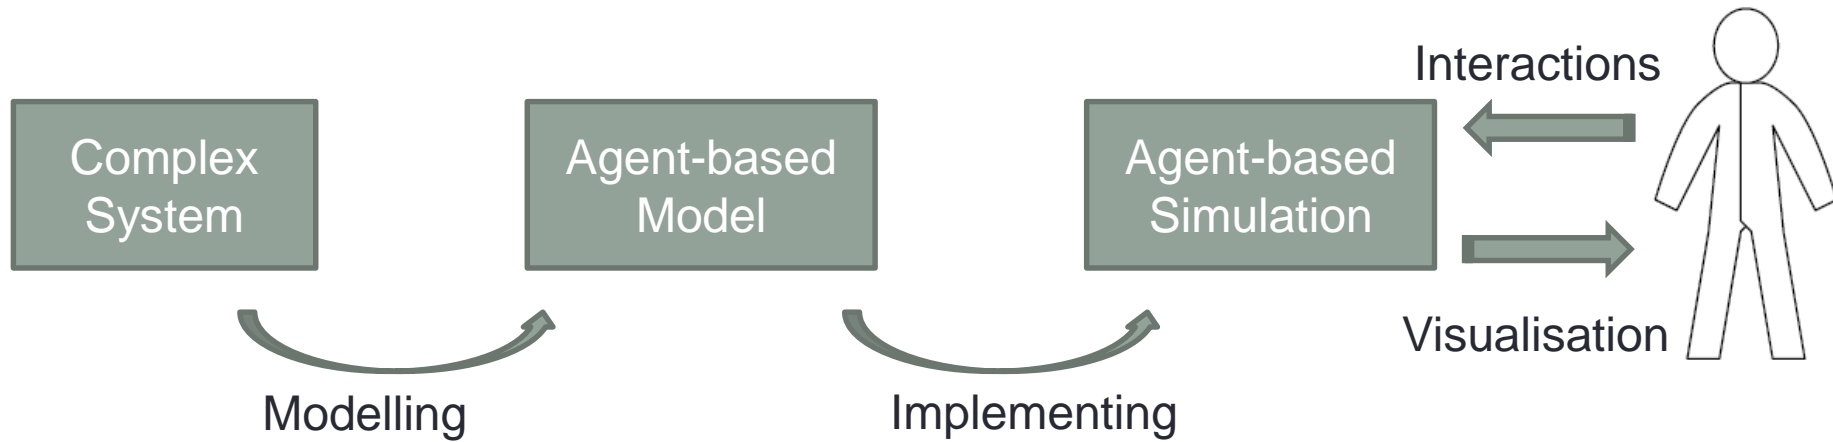 Complex
System
Agent-based
Model
Agent-based
Simulation
Interactions
Visualisation
Modelling
Implementing